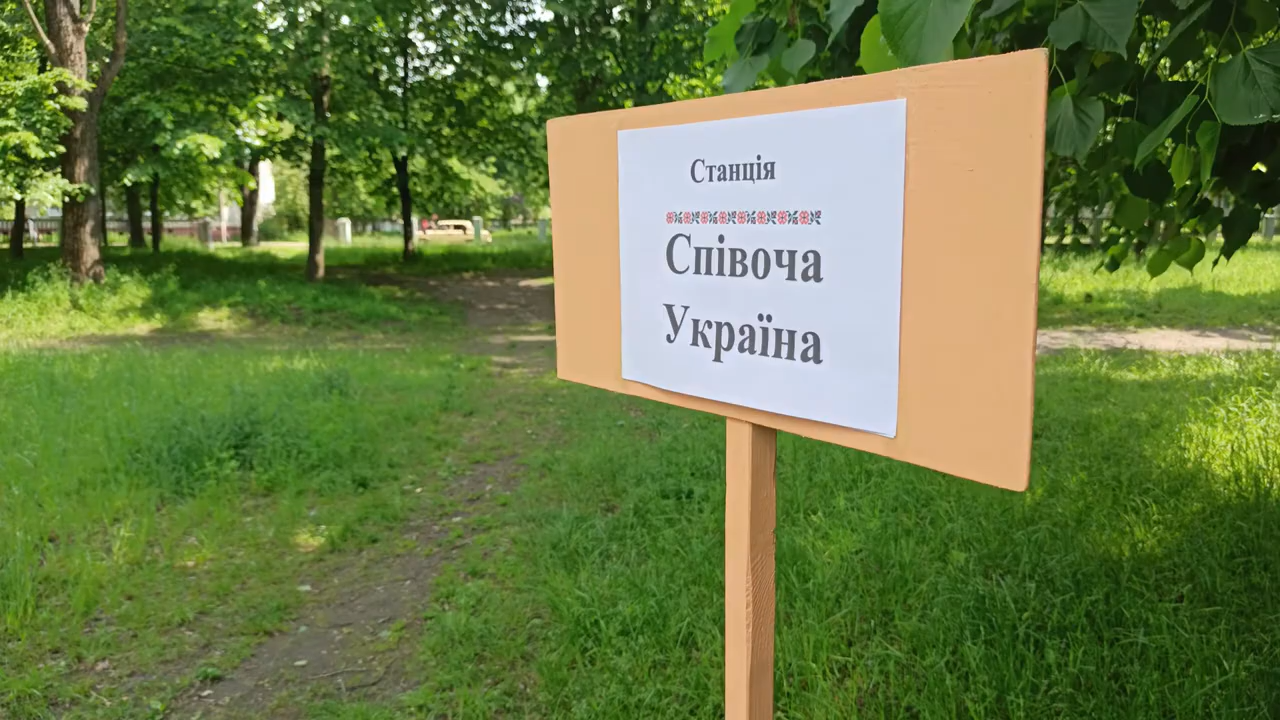 Станція
Співоча
Україна